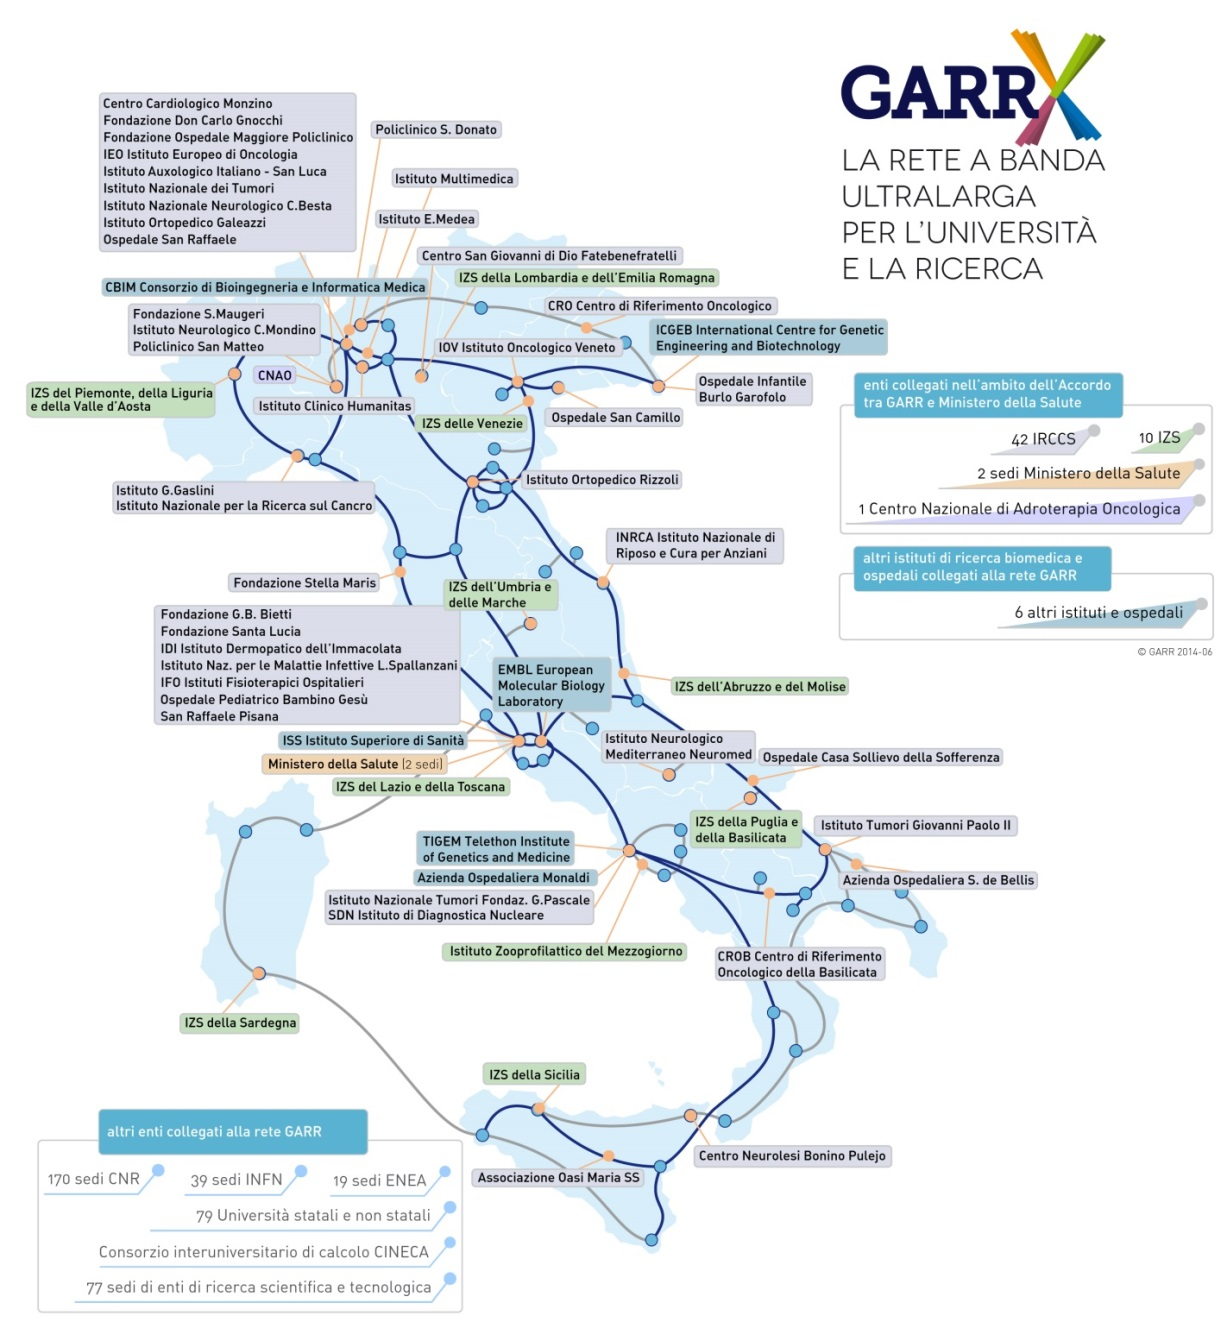 GARRX
LA RETE A BANDA
ULTRALARGA
PER L'UNIVERSITÀ
E LA RICERCA
Centro Cardiologico Monzino
Fondazione Don Carlo Gnocchi
Fondazione Ospedale Maggiore Policlinico
IEO Istituto Europeo di Oncologia
Istituto Auxologico Italiano - San Luca
Istituto Nazionale dei Tumori
Istituto Nazionale Neurologico C.Besta
Istituto Ortopedico Galeazzi
Ospedale San Raffaele
Policlinico S. Donato
Istituto Multimedica
Istituto E.Medea
Centro San Giovanni di Dio Fatebenefratelli
IZS della Lombardia e dell'Emilia Romagna
CBIM Consorzio di Bioingegneria e Informatica Medica
CRO Centro di Riferimento Oncologico
Fondazione S.Maugeri
Istituto Neurologico C.Mondino
Policlinico San Matteo
ICGEB International Centre for Genetic
Engineering and Biotechnology
IOV Istituto Oncologico Veneto
CNAO
Ospedale Infantile
Burlo Garofolo
IZS del Piemonte, della Liguria
e della Valle d'Aosta
Istituto Clinico Humanitas
Ospedale San Camillo
IZS delle Venezie
Istituto Ortopedico Rizzoli
Istituto G.Gaslini
Istituto Nazionale per la Ricerca sul Cancro
INRCA Istituto Nazionale di
Riposo e Cura per Anziani
Fondazione Stella Maris
IZS dell'Umbria e
delle Marche
Fondazione G.B. Bietti
Fondazione Santa Lucia
IDI Istituto Dermopatico dell'Immacolata
Istituto Naz. per le Malattie Infettive L.Spallanzani
IFO Istituti Fisioterapici Ospitalieri
Ospedale Pediatrico Bambino Gesù
San Raffaele Pisana
EMBL European
Molecular Biology
Laboratory
IZS dell'Abruzzo e del Molise
ISS Istituto Superiore di Sanità
Ministero della Salute (2 sedi)
IZS del Lazio e della Toscana
Istituto Neurologico
Mediterraneo Neuromed
Ospedale Casa Sollievo della Sofferenza
IZS della Puglia e
della Basilicata
Istituto Tumori Giovanni Paolo II
TIGEM Telethon Institute
of Genetics and Medicine
Azienda Ospedaliera Monaldi
Azienda Ospedaliera S. de Bellis
Istituto Nazionale Tumori Fondaz. G.Pascale
SDN Istituto di Diagnostica Nucleare
Istituto Zooprofilattico del Mezzogiorno
CROB Centro di Riferimento
Oncologico della Basilicata
IZS della Sardegna
IZS della Sicilia
Centro Neurolesi Bonino Pulejo
Associazione Oasi Maria SS
enti collegati nell'ambito dell'Accordo
tra GARR e Ministero della Salute
42 IRCCS
10 IZS
2 sedi Ministero della Salute
1 Centro Nazionale di Adroterapia Oncologica
altri istituti di ricerca biomedica e
ospedali collegati alla rete GARR
6 altri istituti e ospedali
© GARR 2014-06
altri enti collegati alla rete GARR
170 sedi CNR
39 sedi INFN
19 sedi ENEA
79 Università statali e non statali
Consorzio interuniversitario di calcolo CINECA
77 sedi di enti di ricerca scientifica e tecnologica